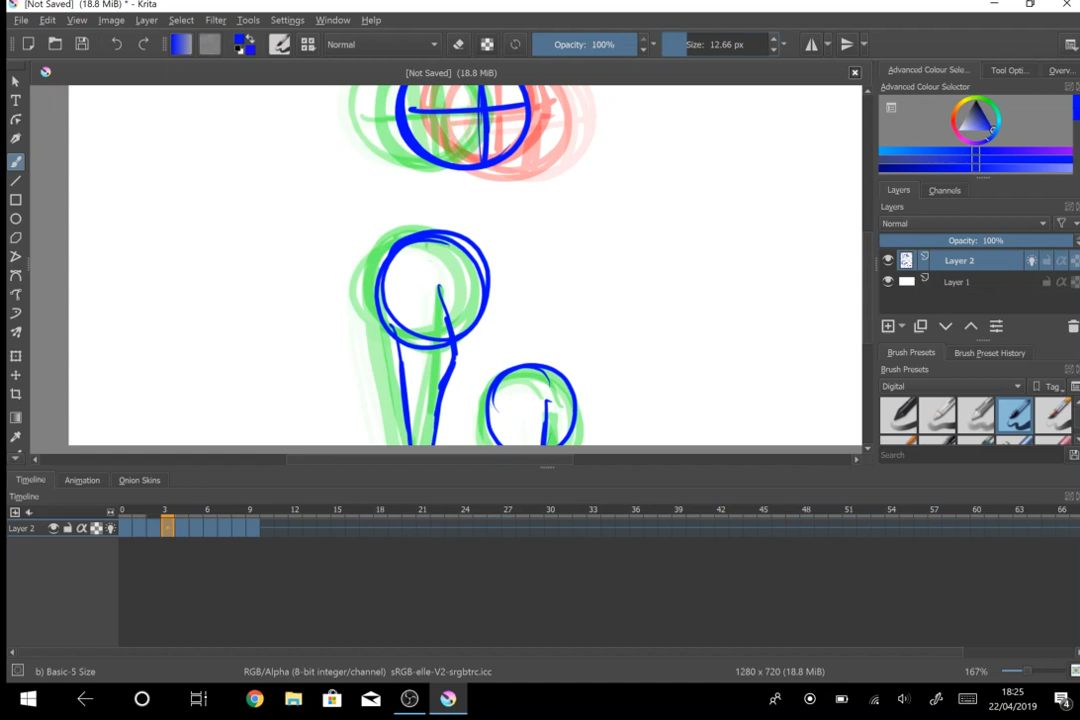 [Not Saved] (18.8 MiB) * - Krita
File Edit View Image Layer Select Filter Tools Settings Window Help
Normal Opacity: 100% Size: 12.66 px
[Not Saved] (18.8 MiB)
Advanced Colour Sele... Tool Opti... Overv...
Advanced Colour Selector
Layers Channels
Layers
Normal
Opacity: 100%
Layer 2
Layer 1
Brush Presets Brush Preset History
Brush Presets
Digital Tag
Search
Timeline Animation Onion Skins
Timeline
0 3 6 9 12 15 18 21 24 27 30 33 36 39 42 45 48 51 54 57 60 63 66
Layer 2
b) Basic-5 Size RGB/Alpha (8-bit integer/channel) sRGB-elle-V2-srgbtrc.icc 1280 x 720 (18.8 MiB) 167%
18:25
22/04/2019
4